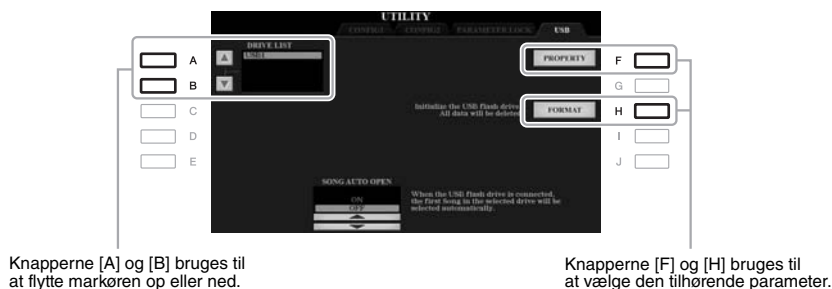 UTILITY
CONFIG1 CONFIG2 PARAMETER LOCK USB
DRIVE LIST
USB1
PROPERTY
A
B
C
D
E
F
G
H
I
J
Initialize the USB flash drive.
All data will be deleted.
FORMAT
SONG AUTO OPEN
ON
OFF
When the USB flash drive is connected,
the first Song in the selected drive will be
selected automatically.
Knapperne [A] og [B] bruges til
at flytte markøren op eller ned.
Knapperne [F] og [H] bruges til
at vælge den tilhørende parameter.